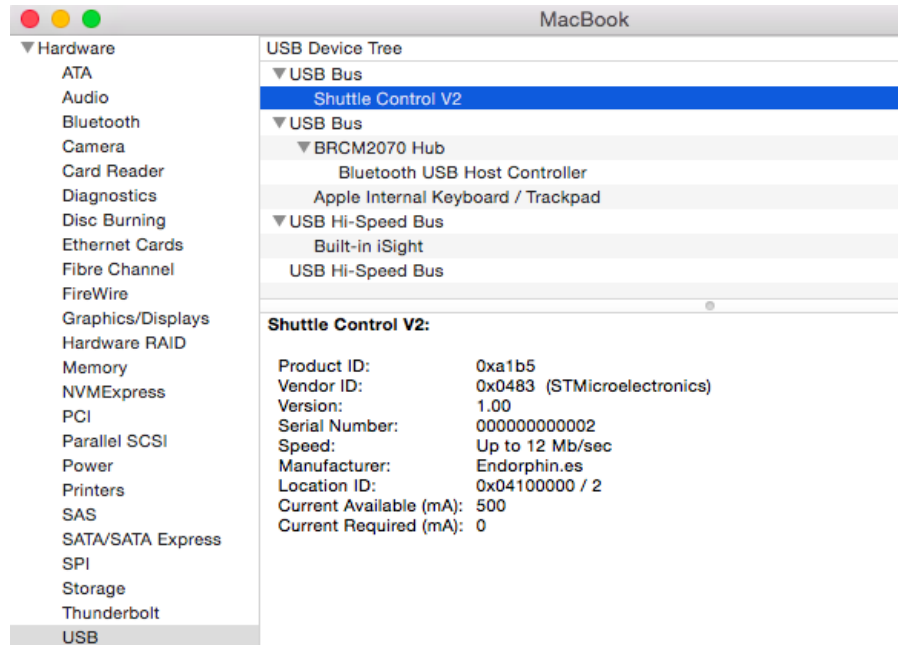 MacBook
Hardware
ATA
Audio
Bluetooth
Camera
Card Reader
Diagnostics
Disc Burning
Ethernet Cards
Fibre Channel
FireWire
Graphics/Displays
Hardware RAID
Memory
NVMExpress
PCI
Parallel SCSI
Power
Printers
SAS
SATA/SATA Express
SPI
Storage
Thunderbolt
USB
USB Device Tree
USB Bus
Shuttle Control V2
USB Bus
BRCM2070 Hub
Bluetooth USB Host Controller
Apple Internal Keyboard / Trackpad
USB Hi-Speed Bus
Built-in iSight
USB Hi-Speed Bus
Shuttle Control V2:
Product ID: 0xa1b5
Vendor ID: 0x0483 (STMicroelectronics)
Version: 1.00
Serial Number: 000000000002
Speed: Up to 12 Mb/sec
Manufacturer: Endorphin.es
Location ID: 0x04100000 / 2
Current Available (mA): 500
Current Required (mA): 0